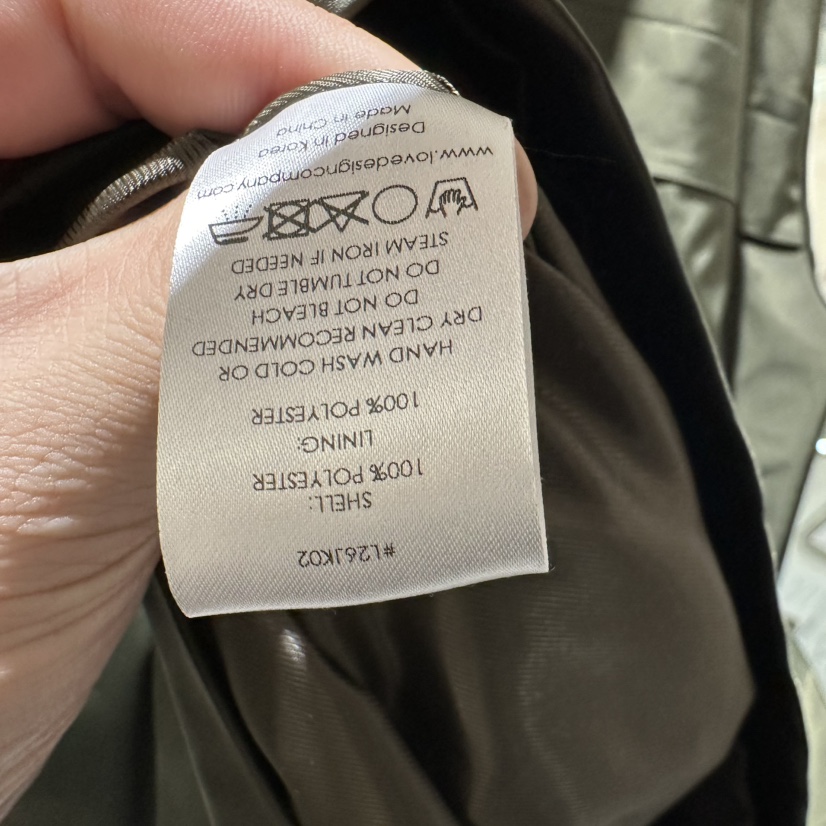 #L26JK02
SHELL:
100% POLYESTER
LINING:
100% POLYESTER
HAND WASH COLD OR
DRY CLEAN RECOMMENDED
DO NOT BLEACH
DO NOT TUMBLE DRY
STEAM IRON IF NEEDED
www.lovedesigncompany.com
Designed in Korea
Made in China